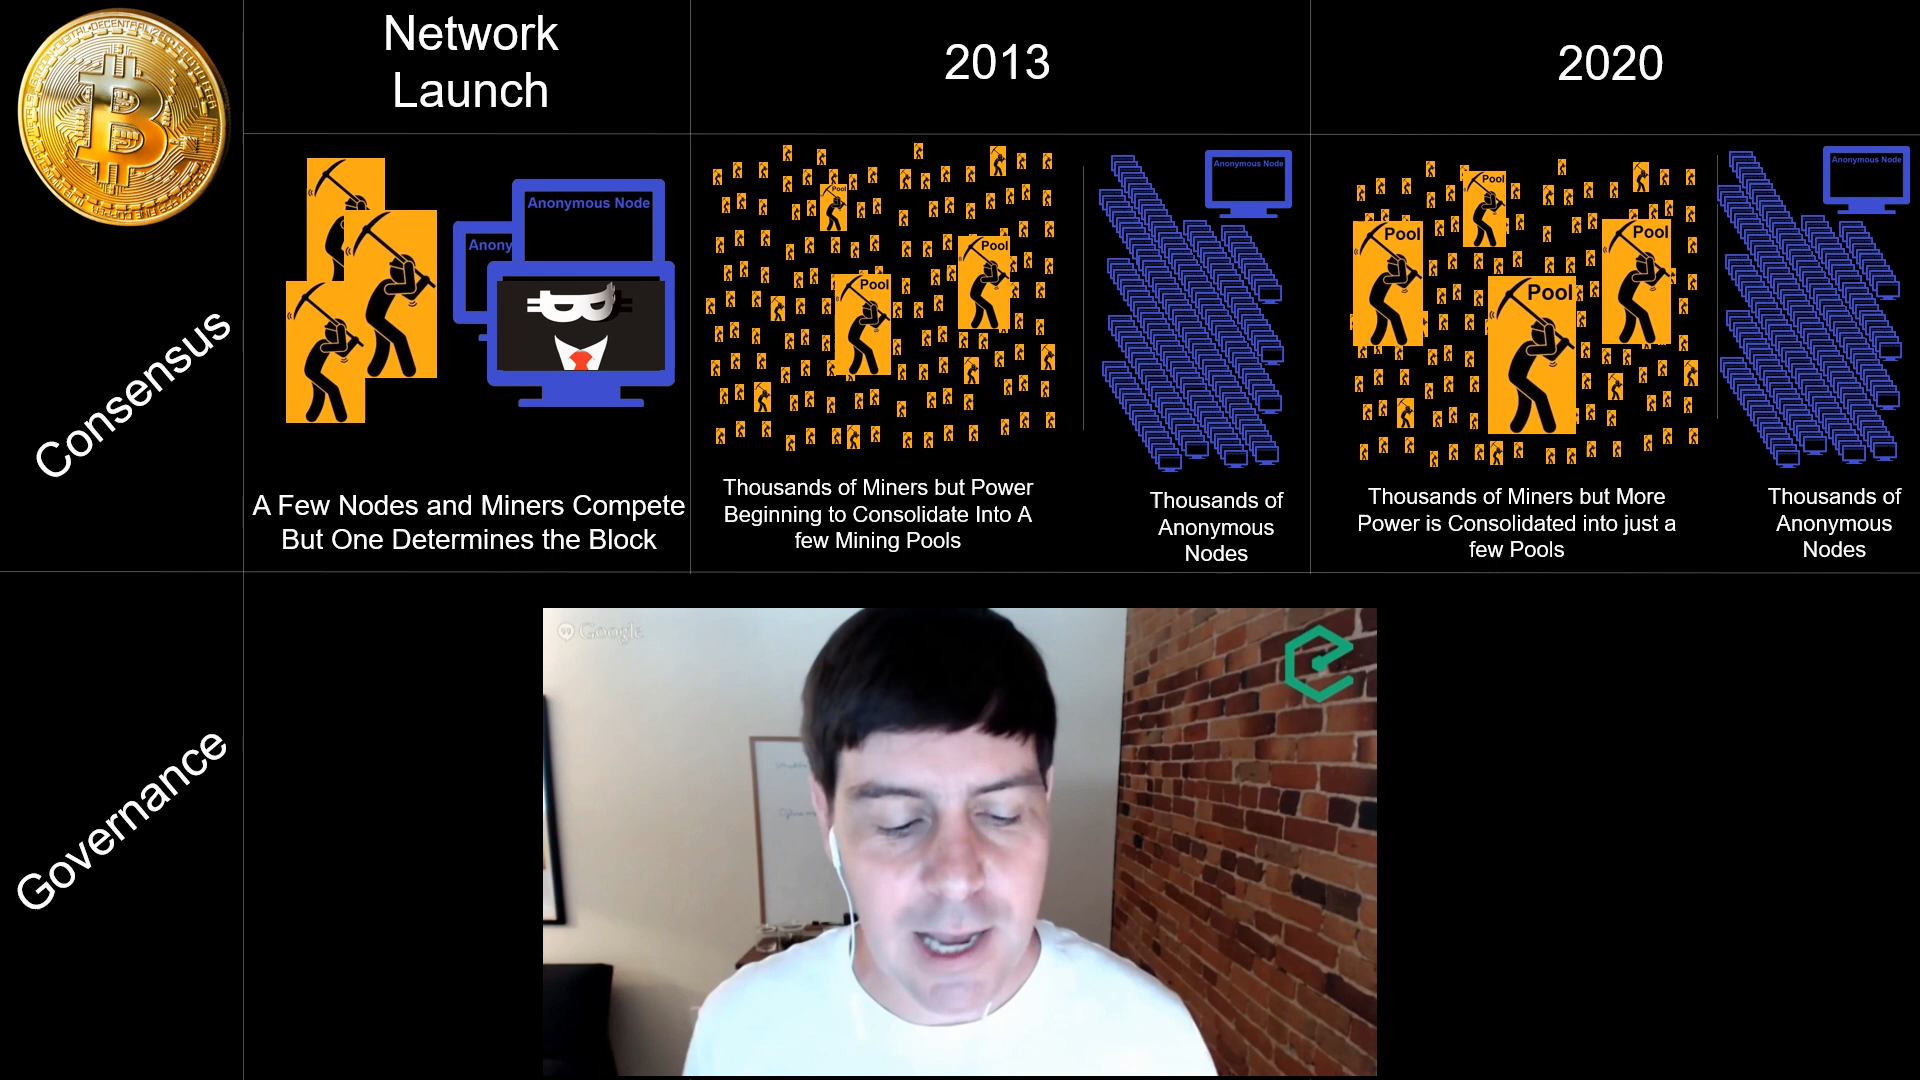 Network
Launch
2013
2020
Consensus
Anonymous Node
Anony
Pool
Pool
Pool
Anonymous Node
Pool
Pool
Pool
Pool
Anonymous Node
A Few Nodes and Miners Compete
But One Determines the Block
Thousands of Miners but Power
Beginning to Consolidate Into A
few Mining Pools
Thousands of
Anonymous
Nodes
Thousands of Miners but More
Power is Consolidated into just a
few Pools
Thousands of
Anonymous
Nodes
Governance
Google